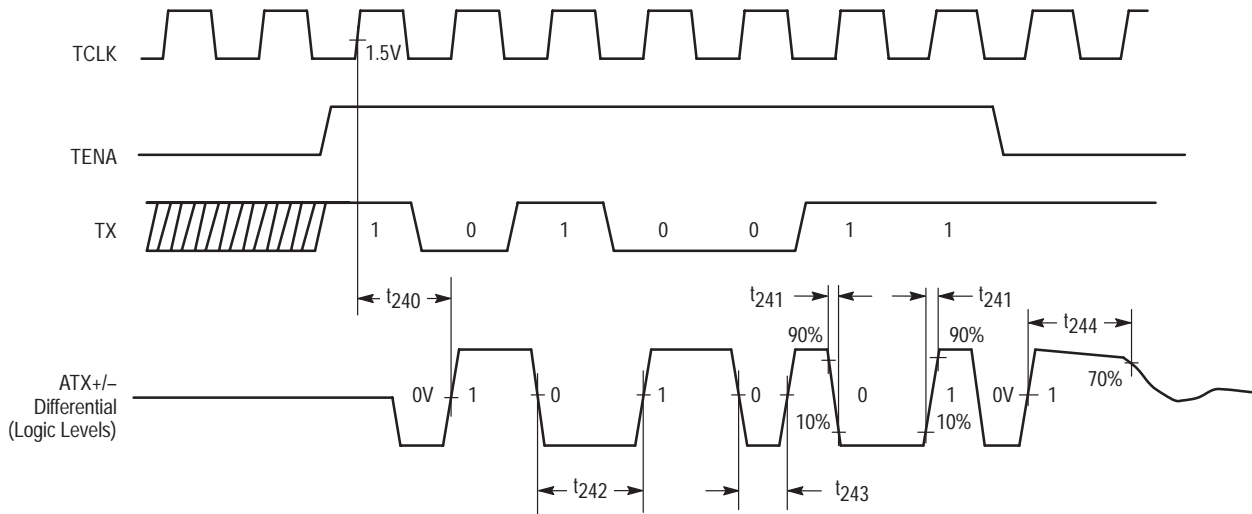 TCLK
1.5V
TENA
TX
1 0 1 0 0 1 1
t240
t241
t241
t244
90%
90%
70%
ATX+/–
Differential
(Logic Levels)
0V 1 0 1 0 0 0 1 0V 1
10%
10%
t242
t243